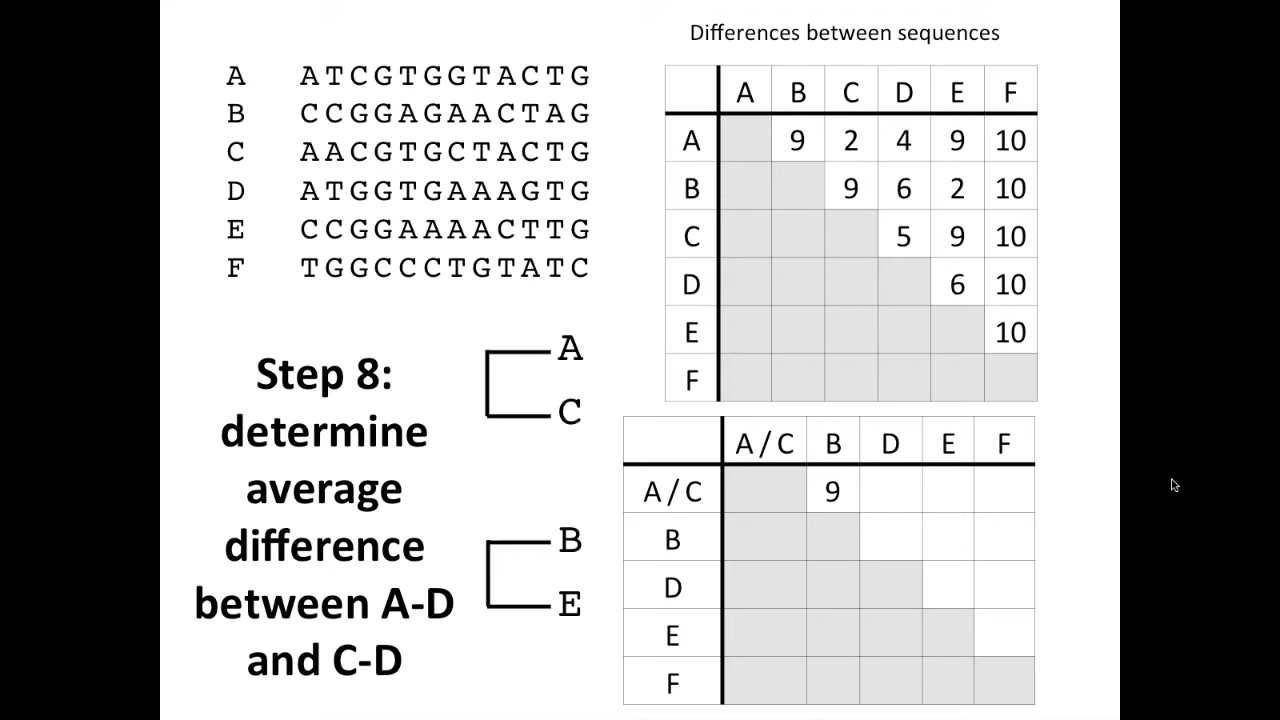 Differences between sequences
A ATCGTGGTACTG
B CCGGAGAACTAG
C AACGTGCTACTG
D ATGGTGAAAGTG
E CCGGAAAACTTG
F TGGCCCTGTATC
A B C D E F
A 9 2 4 9 10
B 9 6 2 10
C 5 9 10
D 6 10
E 10
F
Step 8:
determine
average
difference
between A-D
and C-D
A
C
B
E
A / C B D E F
A / C 9
B
D
E
F